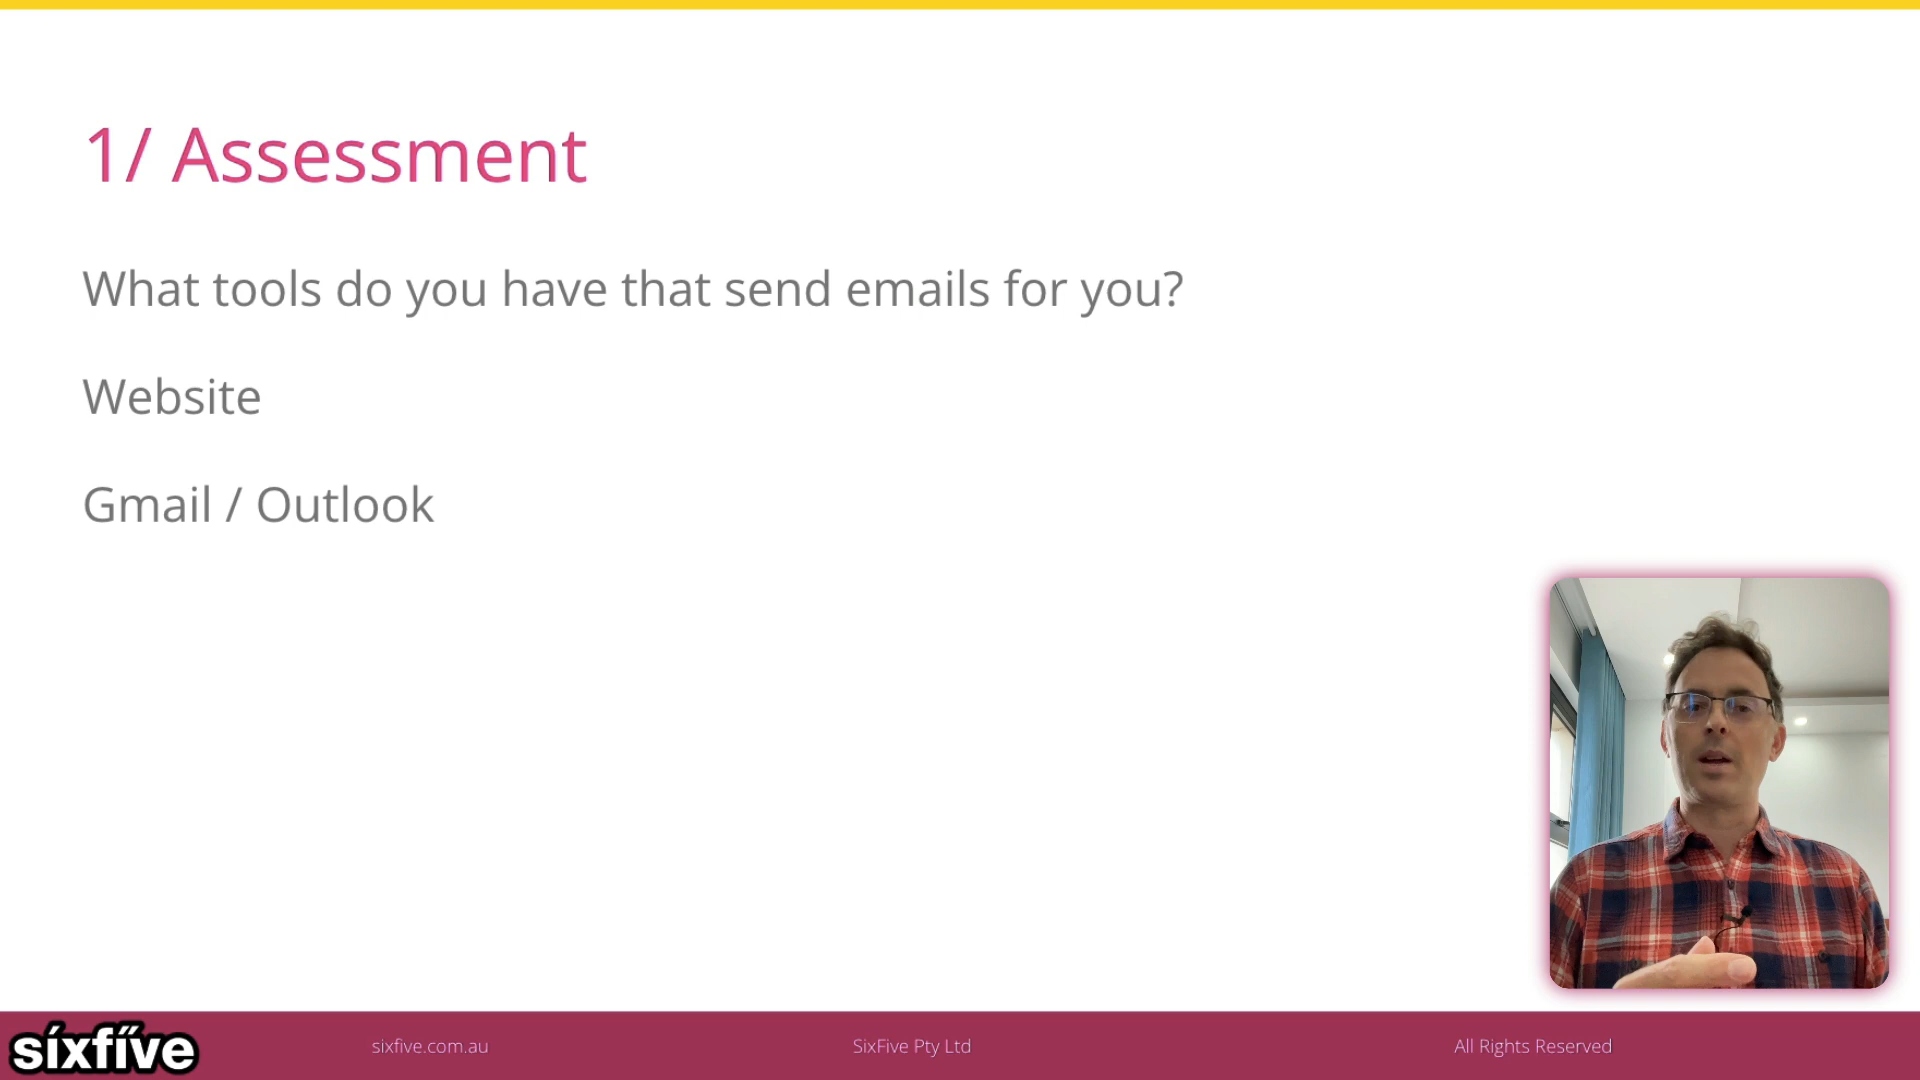 1/ Assessment
What tools do you have that send emails for you?
Website
Gmail / Outlook
síxfíve
sixfive.com.au
SixFive Pty Ltd
All Rights Reserved